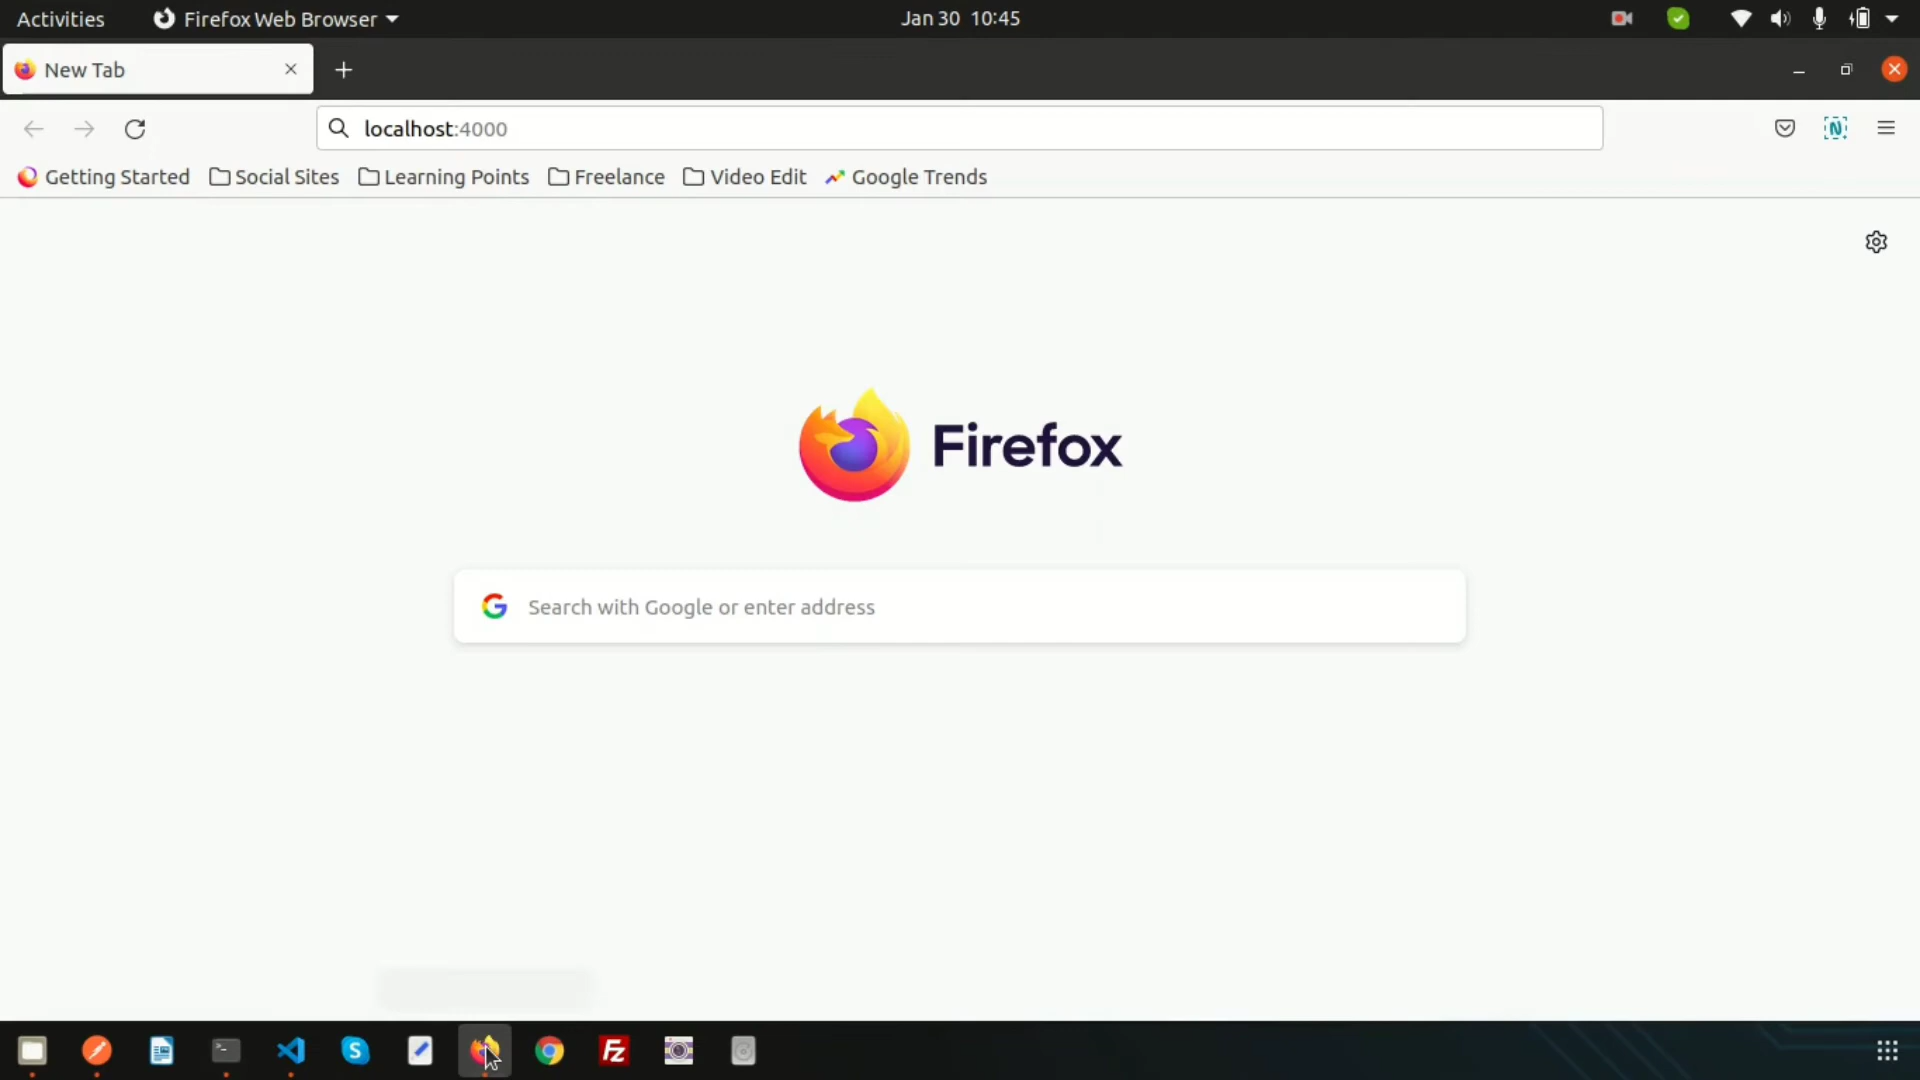 Activities
Firefox Web Browser
Jan 30 10:45
New Tab
localhost:4000
Getting Started
Social Sites
Learning Points
Freelance
Video Edit
Google Trends
Firefox
Search with Google or enter address